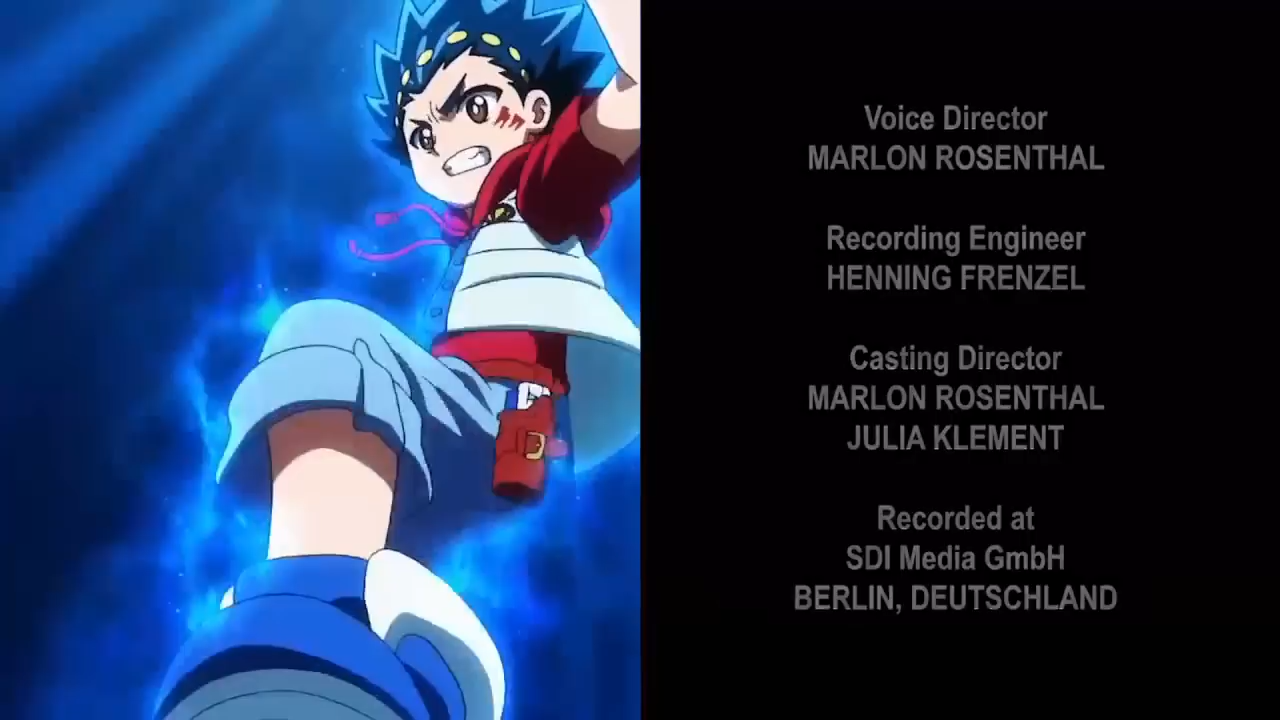 Voice Director
MARLON ROSENTHAL
Recording Engineer
HENNING FRENZEL
Casting Director
MARLON ROSENTHAL
JULIA KLEMENT
Recorded at
SDI Media GmbH
BERLIN, DEUTSCHLAND